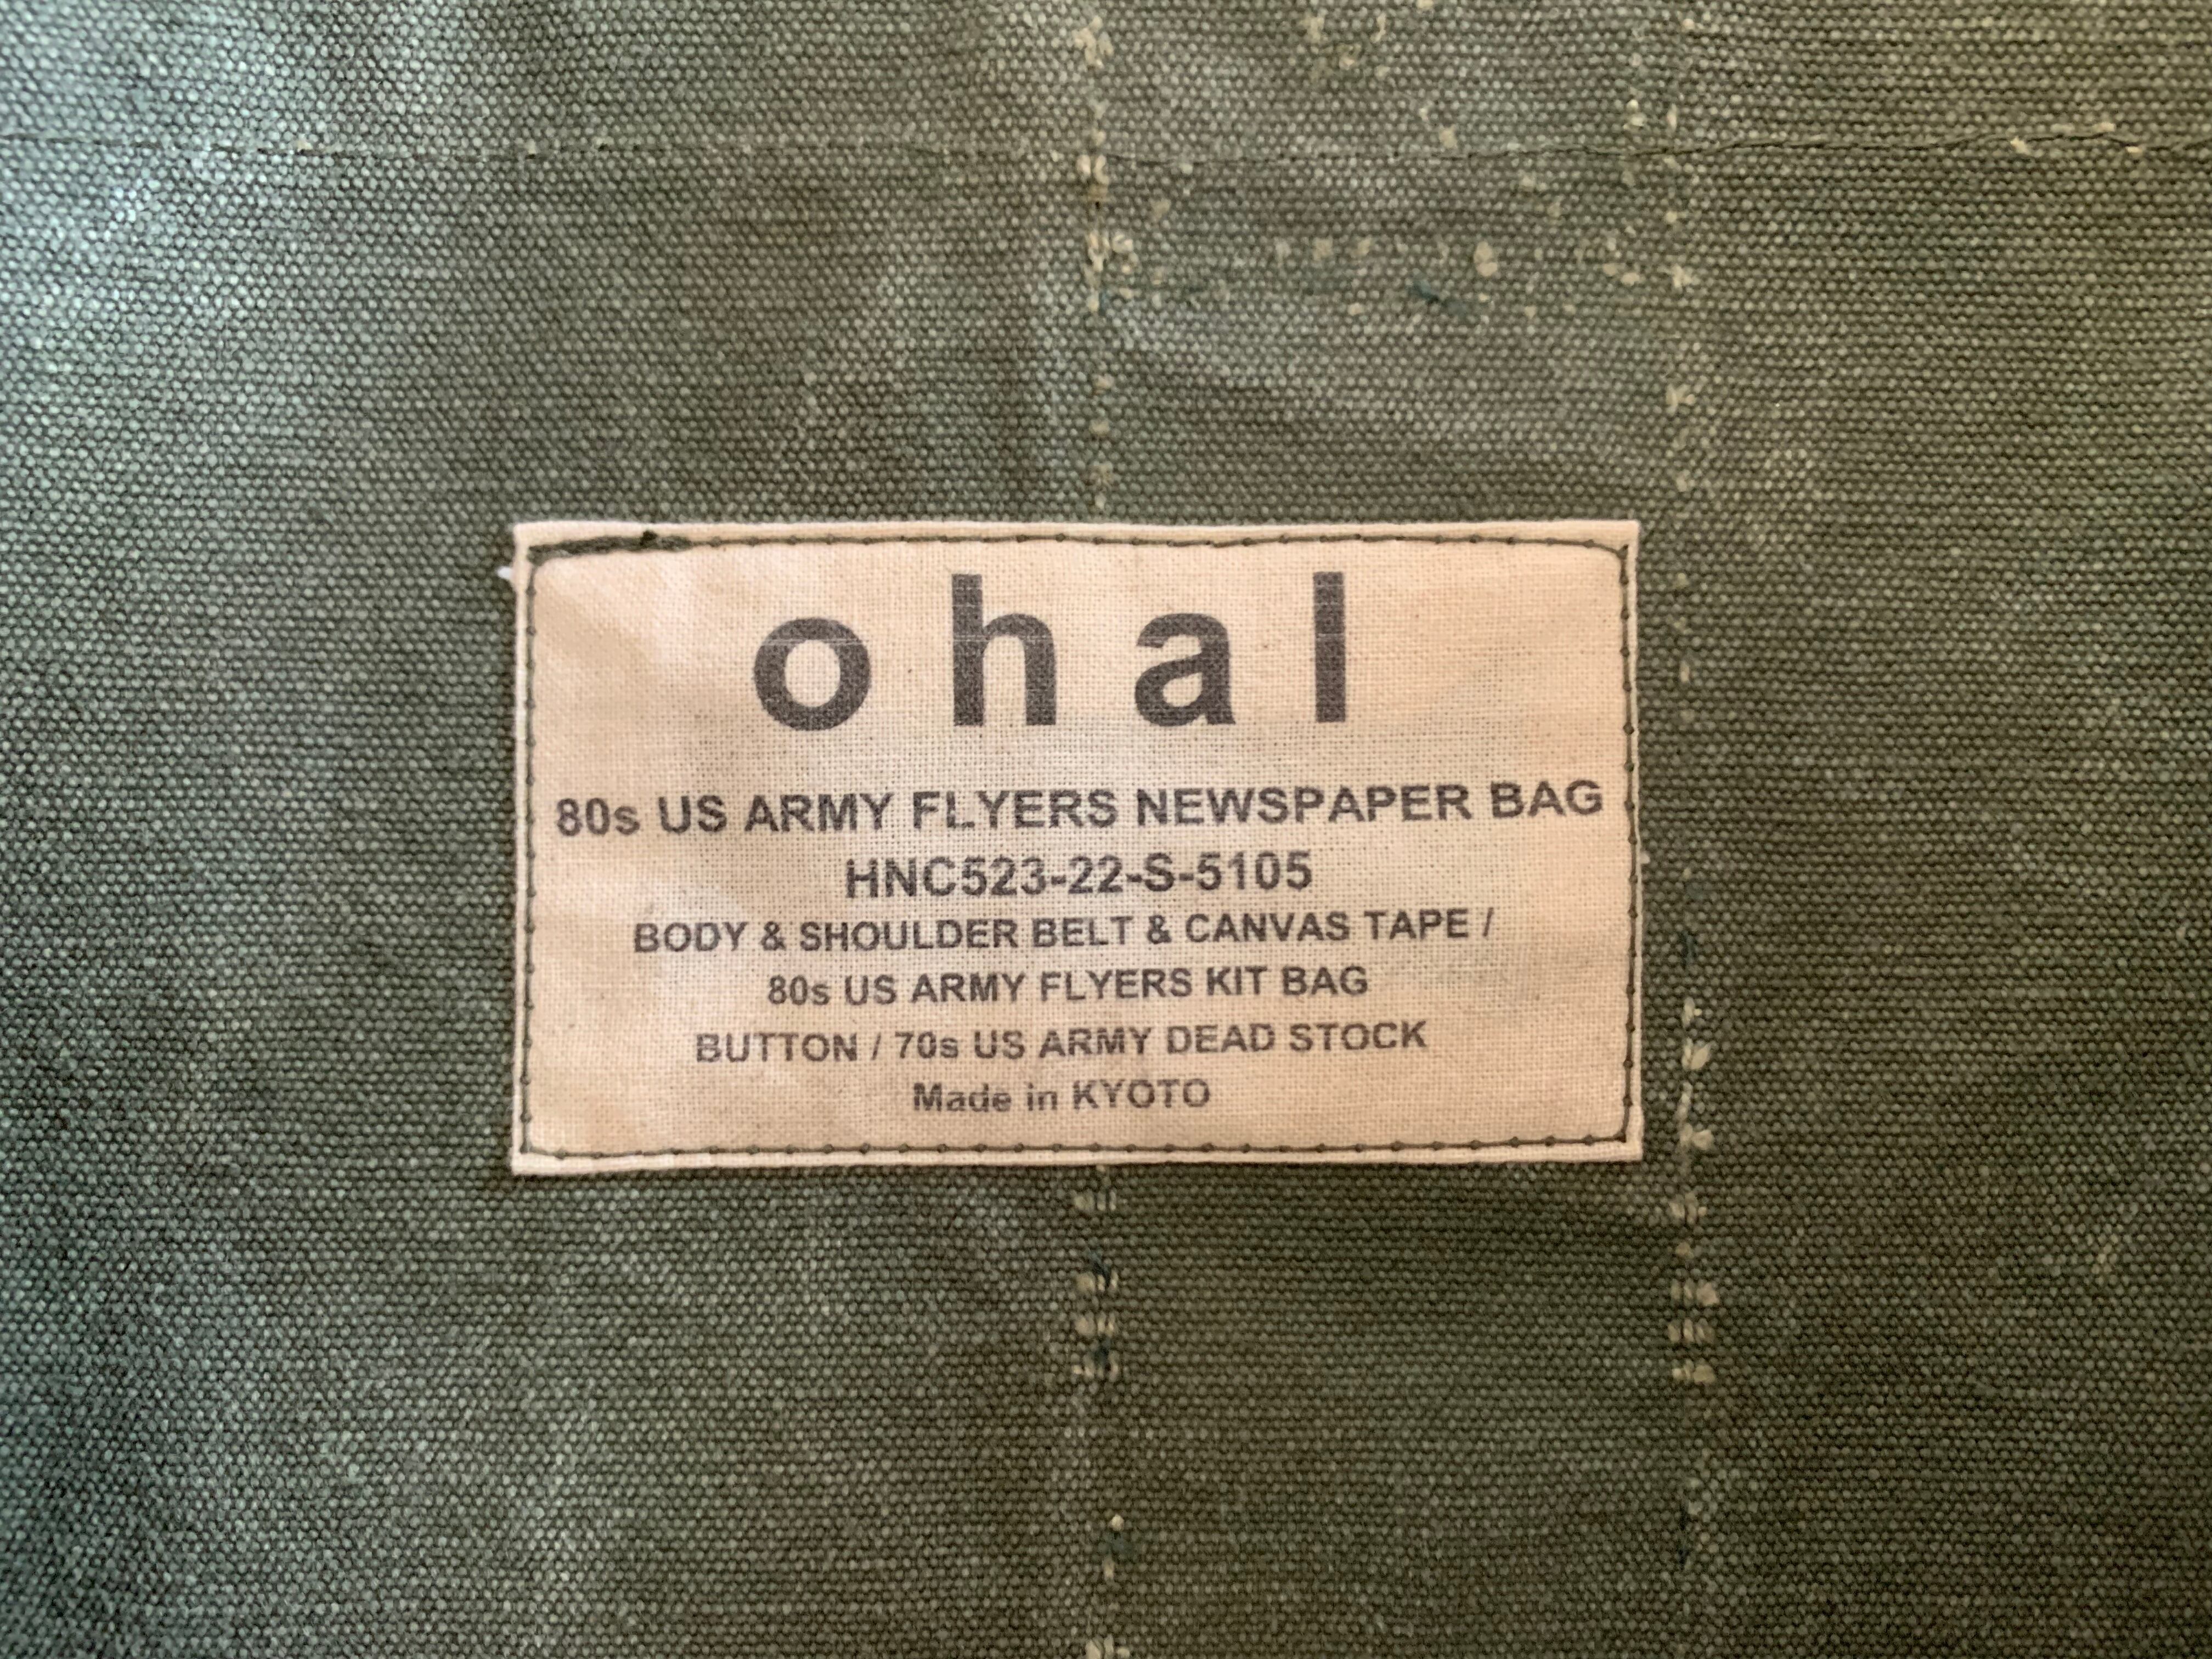 ohal
80s US ARMY FLYERS NEWSPAPER BAG
HNC523-22-S-5105
BODY & SHOULDER BELT & CANVAS TAPE /
80s US ARMY FLYERS KIT BAG
BUTTON / 70s US ARMY DEAD STOCK
Made in KYOTO